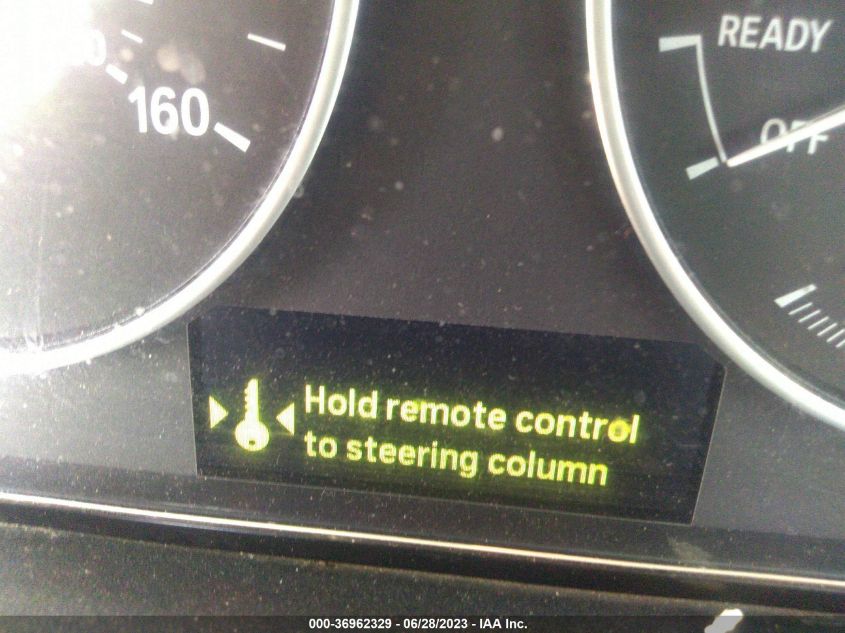 160
READY
OFF
Hold remote control
to steering column
000-36962329 - 06/28/2023 - IAA Inc.